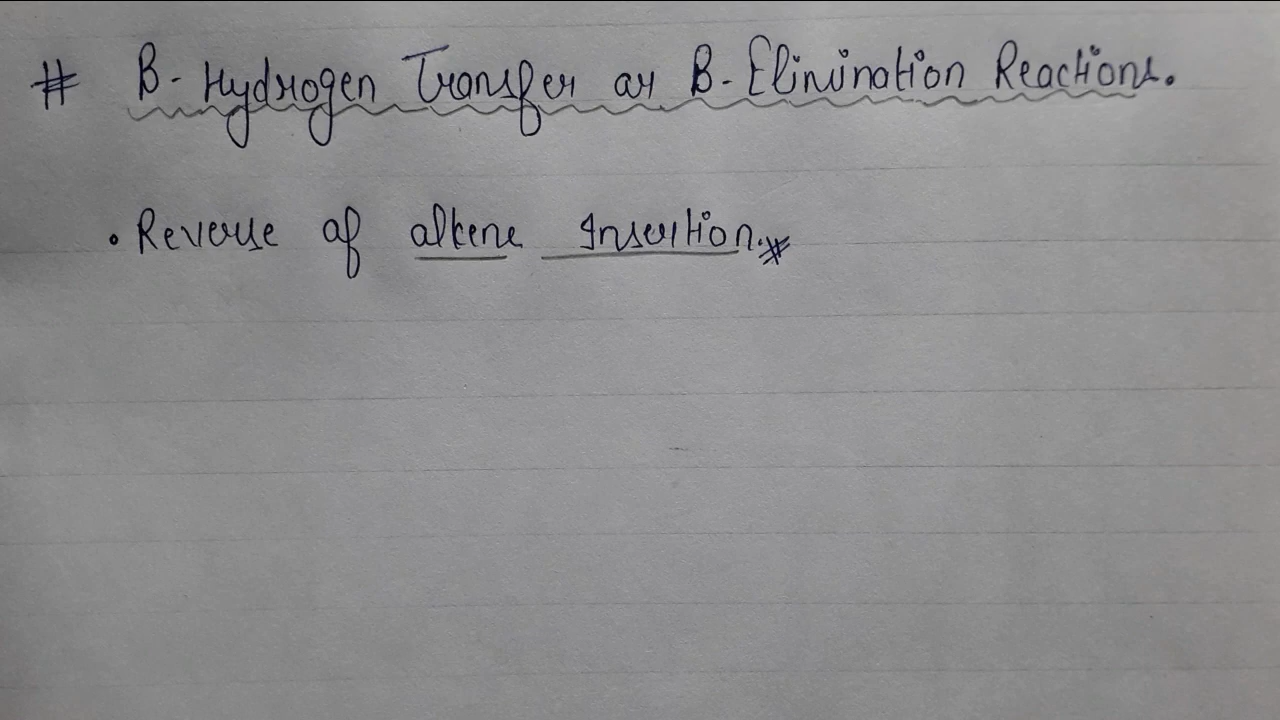 # B-Hydrogen Transfer or B-Elimination Reactions.
• Reverse of alkene Insertion.*